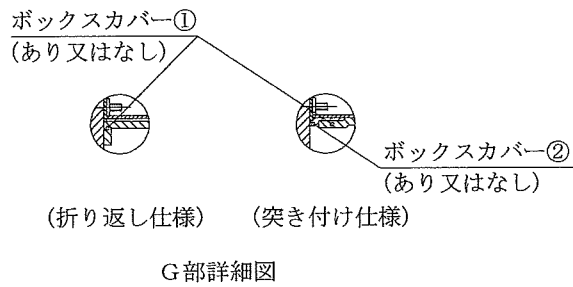 ボックスカバー①
(あり又はなし)
ボックスカバー②
(あり又はなし)
(折り返し仕様)
(突き付け仕様)
G部詳細図